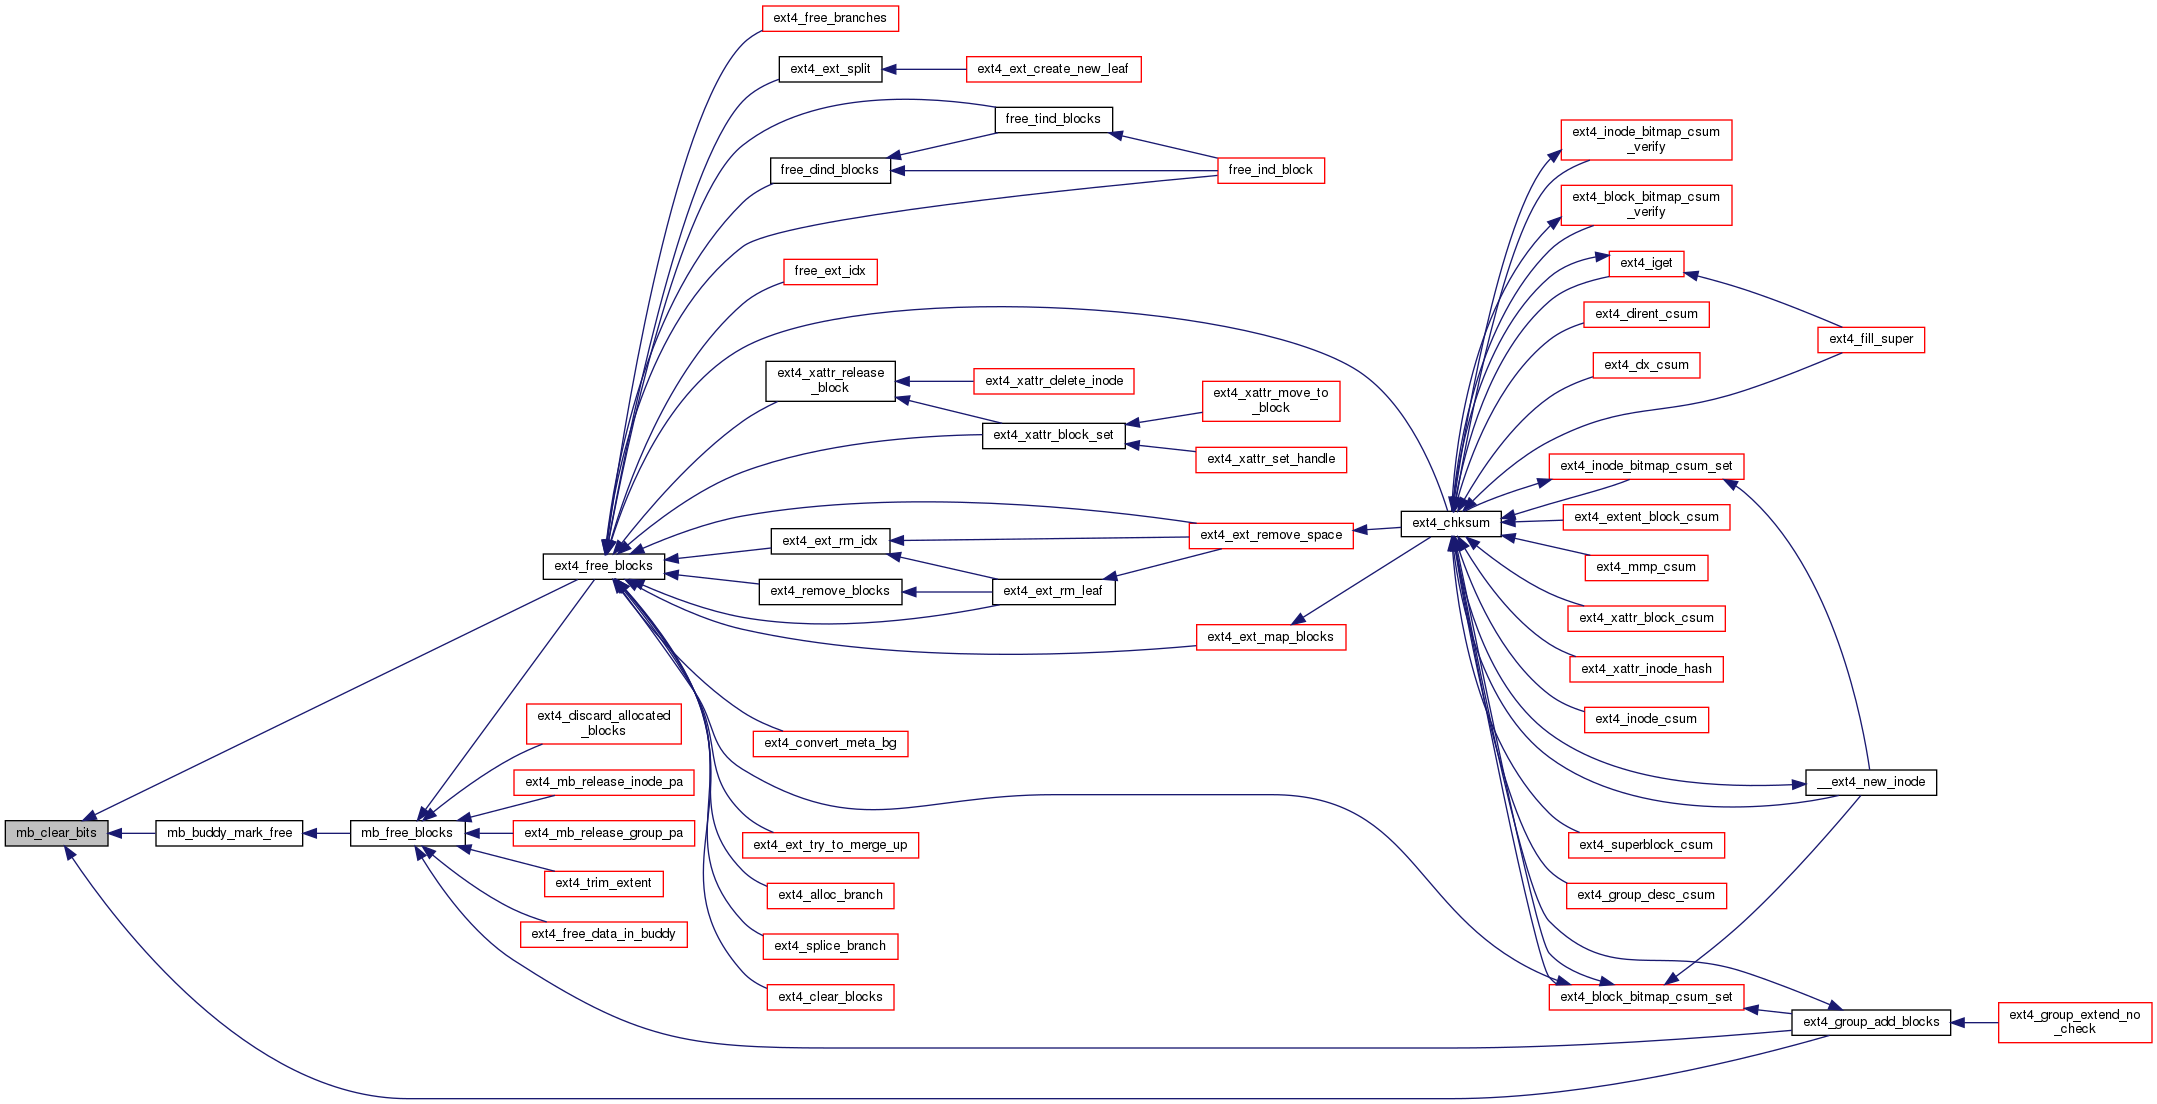 ext4_free_branches
ext4_ext_split
ext4_ext_create_new_leaf
free_tind_blocks
free_dind_blocks
free_ind_block
free_ext_idx
ext4_xattr_release
_block
ext4_xattr_delete_inode
ext4_xattr_move_to
_block
ext4_xattr_block_set
ext4_xattr_set_handle
ext4_free_blocks
ext4_ext_rm_idx
ext4_ext_remove_space
ext4_remove_blocks
ext4_ext_rm_leaf
ext4_ext_map_blocks
ext4_chksum
ext4_inode_bitmap_csum
_verify
ext4_block_bitmap_csum
_verify
ext4_iget
ext4_dirent_csum
ext4_fill_super
ext4_dx_csum
ext4_inode_bitmap_csum_set
ext4_extent_block_csum
ext4_mmp_csum
ext4_xattr_block_csum
ext4_xattr_inode_hash
ext4_inode_csum
__ext4_new_inode
ext4_superblock_csum
ext4_group_desc_csum
ext4_block_bitmap_csum_set
ext4_group_add_blocks
ext4_group_extend_no
_check
ext4_discard_allocated
_blocks
ext4_convert_meta_bg
ext4_mb_release_inode_pa
mb_clear_bits
mb_buddy_mark_free
mb_free_blocks
ext4_mb_release_group_pa
ext4_ext_try_to_merge_up
ext4_trim_extent
ext4_alloc_branch
ext4_free_data_in_buddy
ext4_splice_branch
ext4_clear_blocks